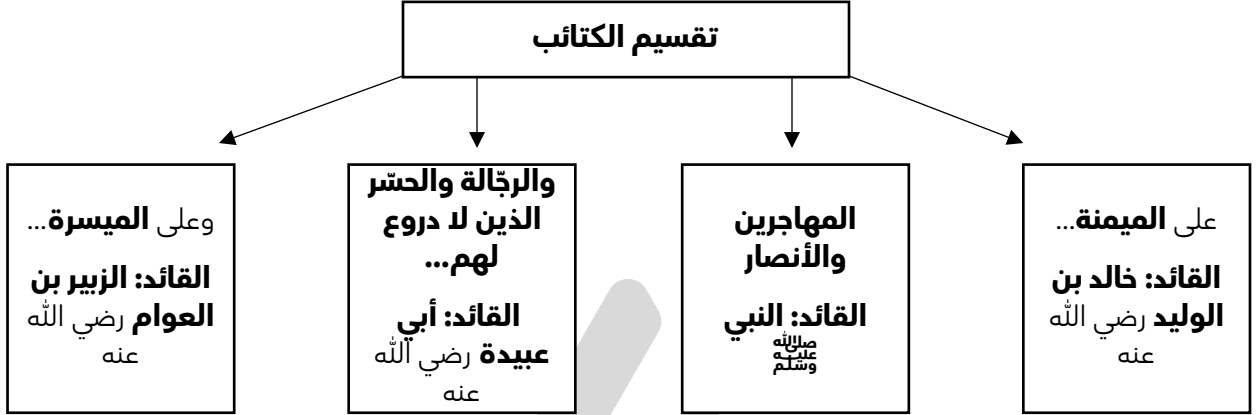 تقسيم الكتائب
على الميمنة...
القائد: خالد بن
الوليد رضي الله
عنه
المهاجرين
والأنصار
القائد: النبي
ﷺ
والرجّالة والحسّر
الذين لا دروع
لهم...
القائد: أبي
عبيدة رضي الله
عنه
وعلى الميسرة...
القائد: الزبير بن
العوام رضي الله
عنه